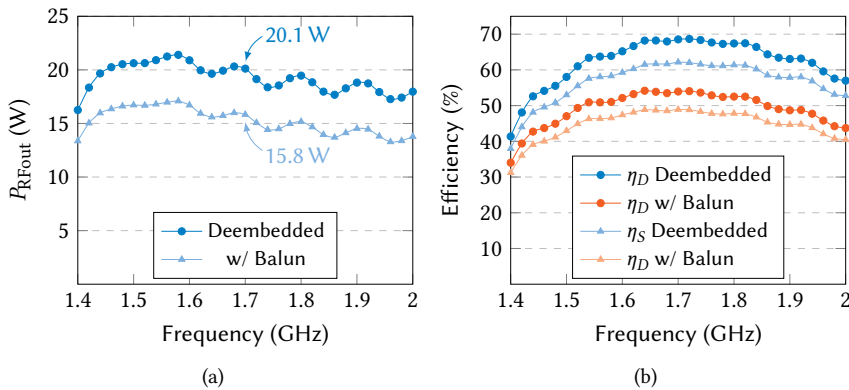 25
20
15
10
5
P_RFout (W)
20.1 W
15.8 W
Deembedded
w/ Balun
1.4 1.5 1.6 1.7 1.8 1.9 2
Frequency (GHz)
(a)
70
60
50
40
30
20
10
Efficiency (%)
η_D Deembedded
η_D w/ Balun
η_S Deembedded
η_D w/ Balun
1.4 1.5 1.6 1.7 1.8 1.9 2
Frequency (GHz)
(b)